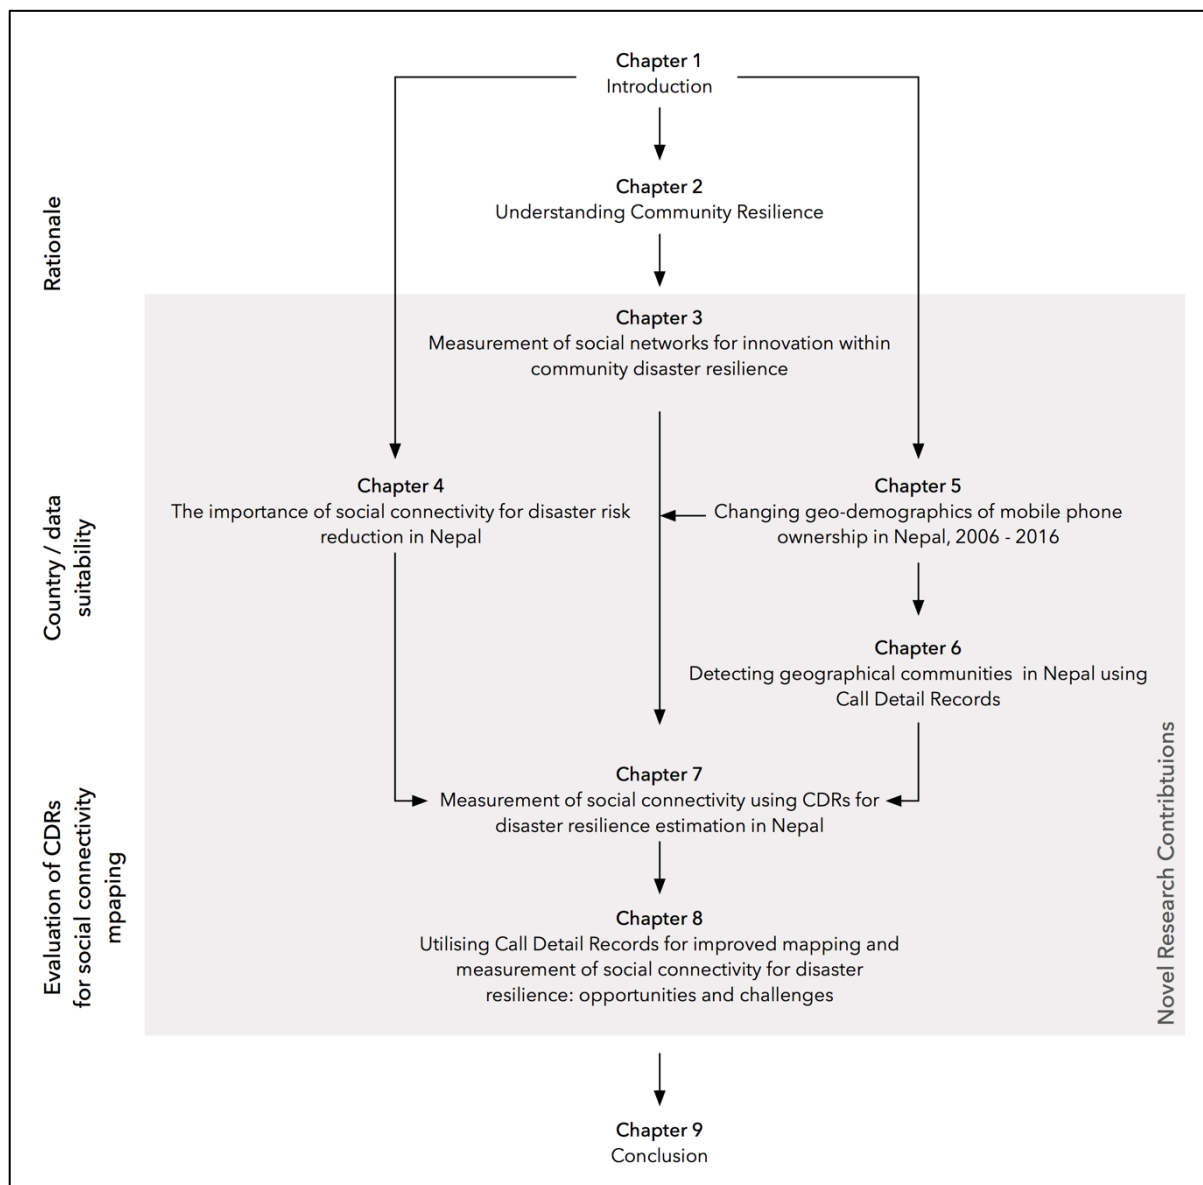 Chapter 1
Introduction
Chapter 2
Understanding Community Resilience
Rationale
Chapter 3
Measurement of social networks for innovation within
community disaster resilience
Chapter 4
The importance of social connectivity for disaster risk
reduction in Nepal
Chapter 5
Changing geo-demographics of mobile phone
ownership in Nepal, 2006 - 2016
Country / data
suitability
Chapter 6
Detecting geographical communities in Nepal using
Call Detail Records
Chapter 7
Measurement of social connectivity using CDRs for
disaster resilience estimation in Nepal
Evaluation of CDRs
for social connectivity
mpaping
Chapter 8
Utilising Call Detail Records for improved mapping and
measurement of social connectivity for disaster
resilience: opportunities and challenges
Novel Research Contribtuions
Chapter 9
Conclusion